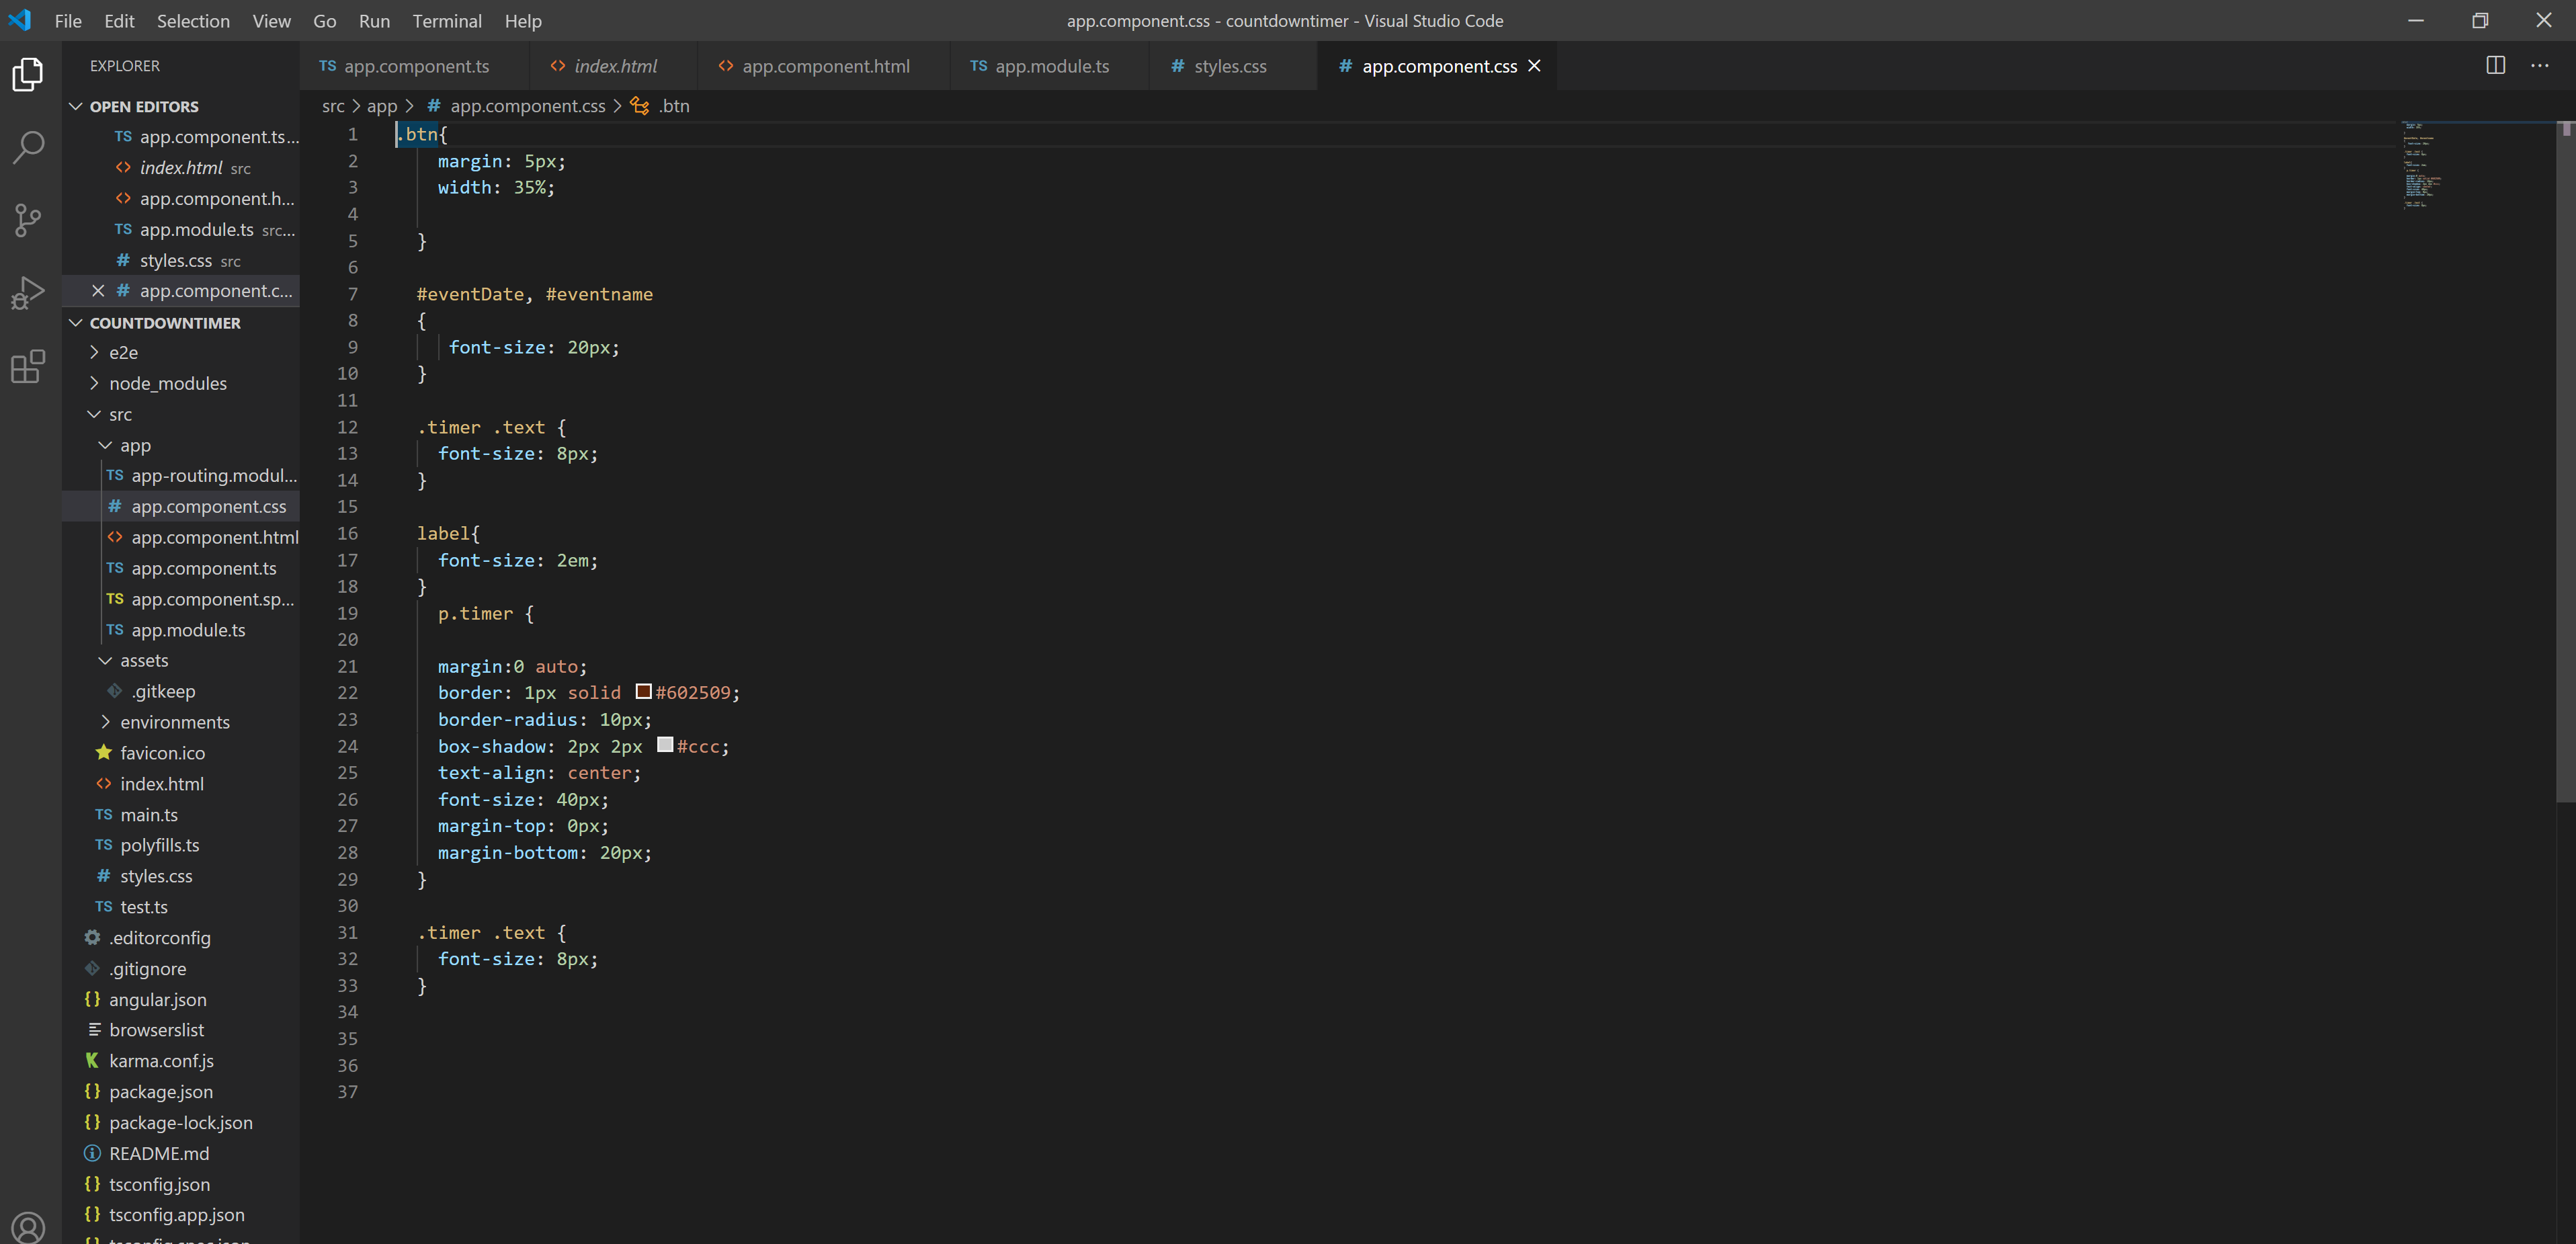 File Edit Selection View Go Run Terminal Help
app.component.css - countdowntimer - Visual Studio Code
EXPLORER
OPEN EDITORS
TS app.component.ts...
<> index.html src
<> app.component.h...
TS app.module.ts src...
# styles.css src
# app.component.c...
COUNTDOWNTIMER
e2e
node_modules
src
app
TS app-routing.modul...
# app.component.css
<> app.component.html
TS app.component.ts
TS app.component.sp...
TS app.module.ts
assets
.gitkeep
environments
favicon.ico
<> index.html
TS main.ts
TS polyfills.ts
# styles.css
TS test.ts
.editorconfig
.gitignore
{} angular.json
browserslist
K karma.conf.js
{} package.json
{} package-lock.json
README.md
{} tsconfig.json
{} tsconfig.app.json
TS app.component.ts <> index.html <> app.component.html TS app.module.ts # styles.css # app.component.css
src > app > # app.component.css > .btn
1 .btn{
2 margin: 5px;
3 width: 35%;
4
5 }
6
7 #eventDate, #eventname
8 {
9 font-size: 20px;
10 }
11
12 .timer .text {
13 font-size: 8px;
14 }
15
16 label{
17 font-size: 2em;
18 }
19 p.timer {
20
21 margin:0 auto;
22 border: 1px solid #602509;
23 border-radius: 10px;
24 box-shadow: 2px 2px #ccc;
25 text-align: center;
26 font-size: 40px;
27 margin-top: 0px;
28 margin-bottom: 20px;
29 }
30
31 .timer .text {
32 font-size: 8px;
33 }
34
35
36
37